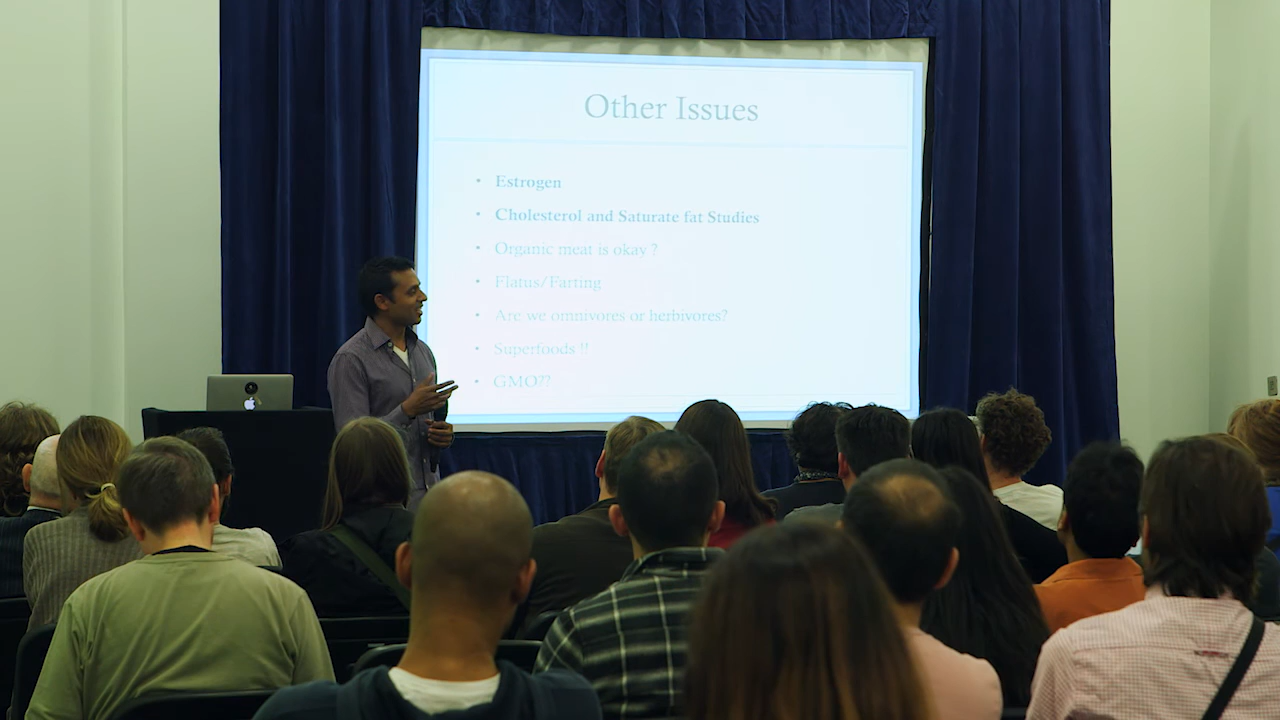 Other Issues
• Estrogen
• Cholesterol and Saturate fat Studies
• Organic meat is okay ?
• Flatus/Farting
• Are we omnivores or herbivores?
• Superfoods !!
• GMO??